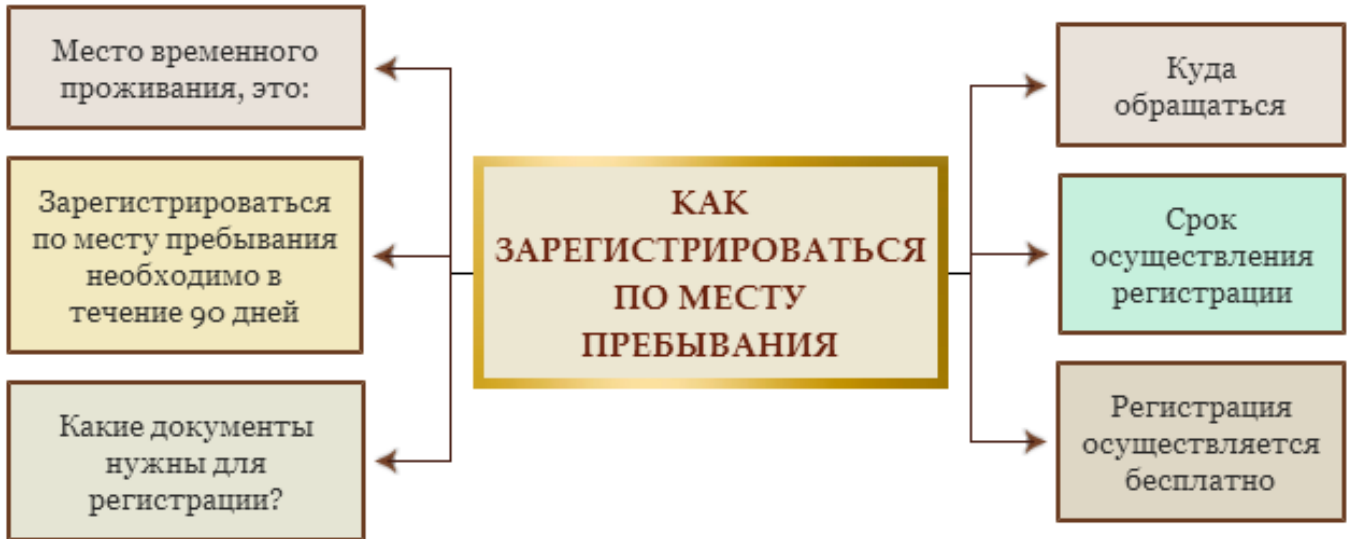 Место временного
проживания, это:
Зарегистрироваться
по месту пребывания
необходимо в
течение 90 дней
Какие документы
нужны для
регистрации?
КАК
ЗАРЕГИСТРИРОВАТЬСЯ
ПО МЕСТУ
ПРЕБЫВАНИЯ
Куда
обращаться
Срок
осуществления
регистрации
Регистрация
осуществляется
бесплатно